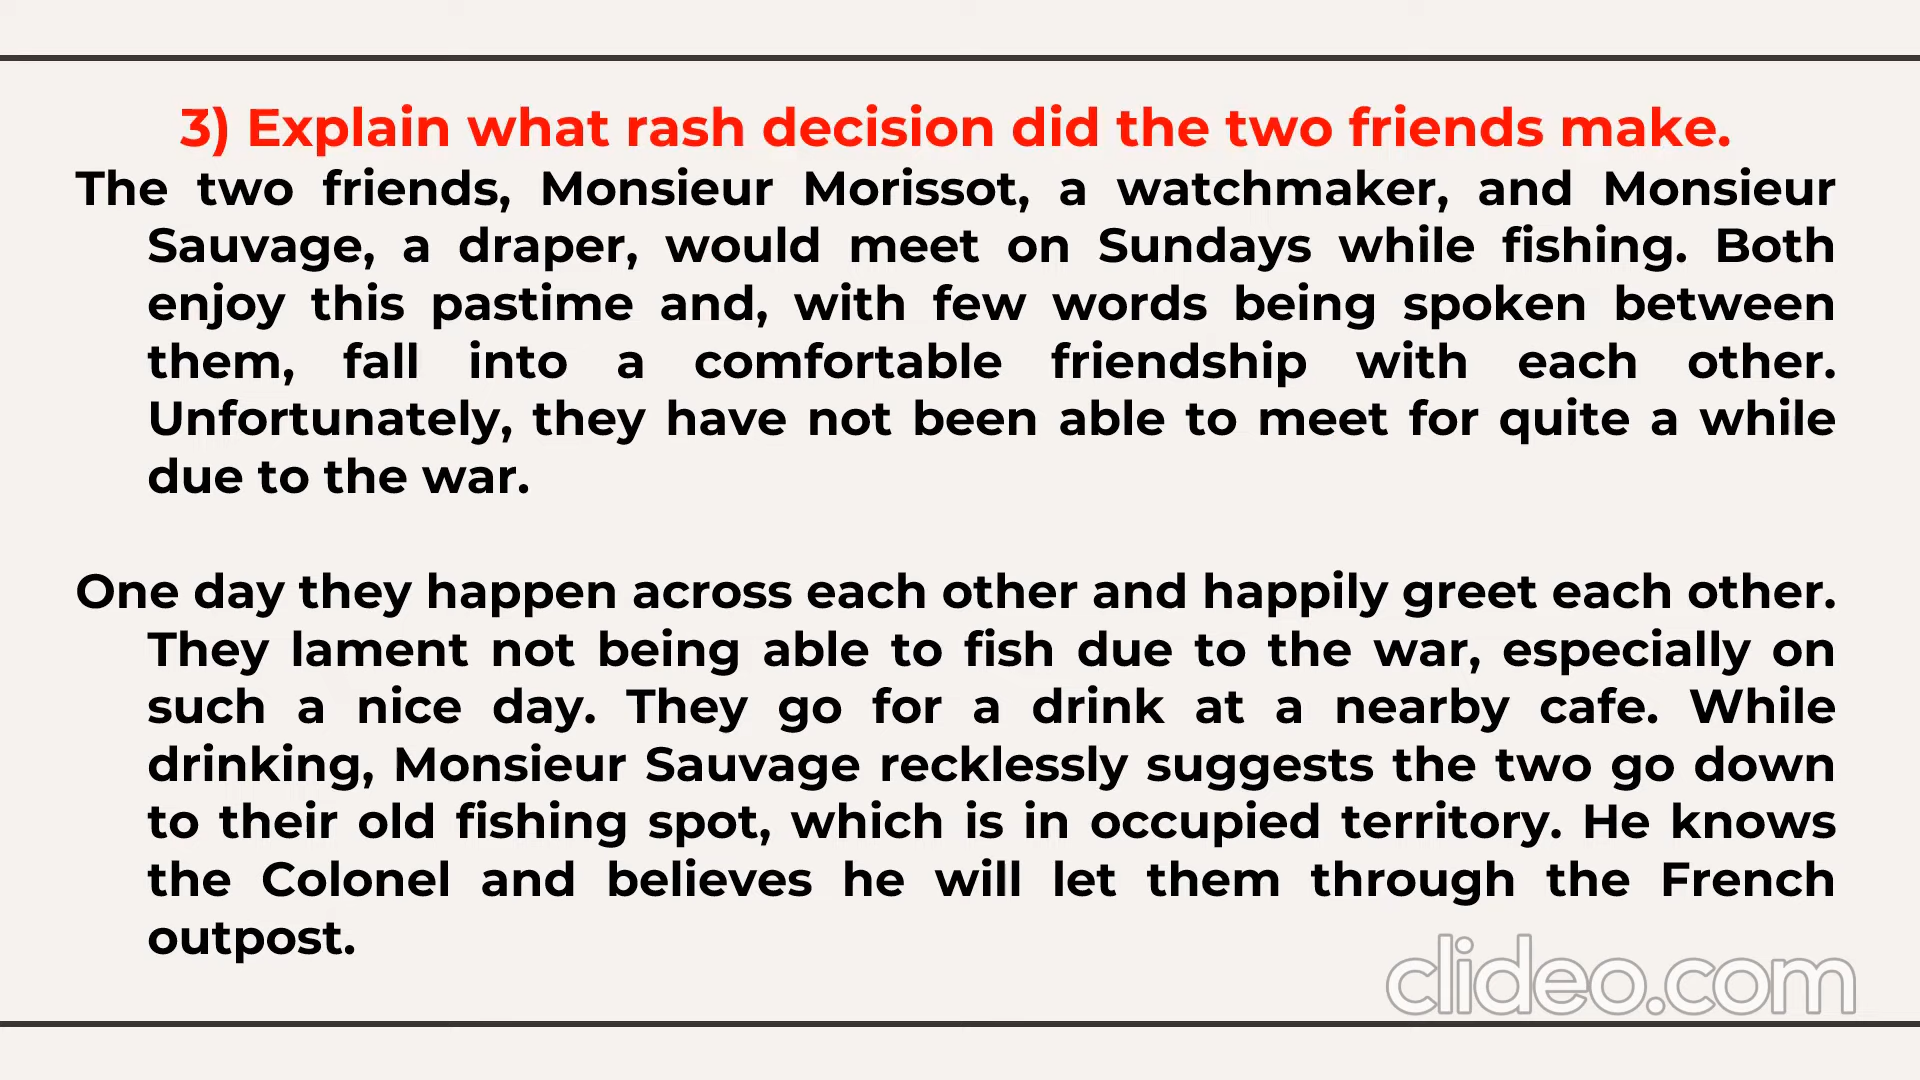 3) Explain what rash decision did the two friends make.
The two friends, Monsieur Morissot, a watchmaker, and Monsieur
Sauvage, a draper, would meet on Sundays while fishing. Both
enjoy this pastime and, with few words being spoken between
them, fall into a comfortable friendship with each other.
Unfortunately, they have not been able to meet for quite a while
due to the war.
One day they happen across each other and happily greet each other.
They lament not being able to fish due to the war, especially on
such a nice day. They go for a drink at a nearby cafe. While
drinking, Monsieur Sauvage recklessly suggests the two go down
to their old fishing spot, which is in occupied territory. He knows
the Colonel and believes he will let them through the French
outpost.
clideo.com